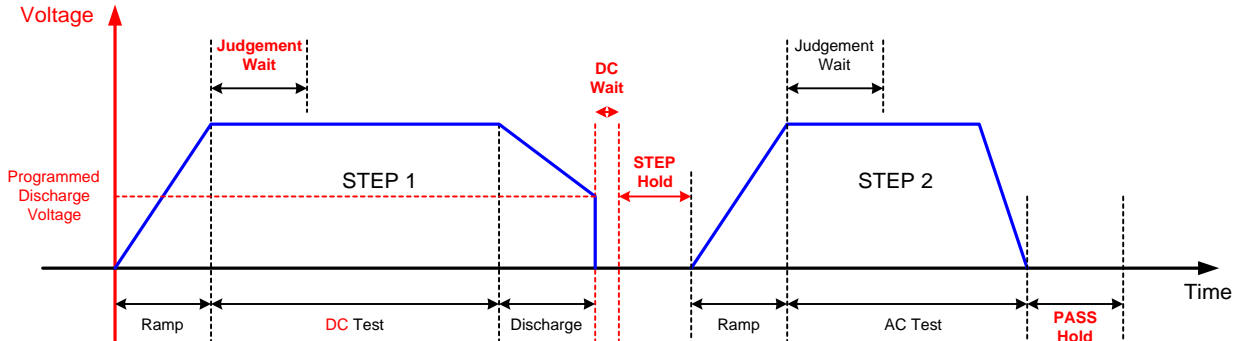 Voltage
Judgement
Wait
DC
Wait
Judgement
Wait
Programmed
Discharge
Voltage
STEP 1
STEP
Hold
STEP 2
Time
Ramp
DC Test
Discharge
Ramp
AC Test
PASS
Hold